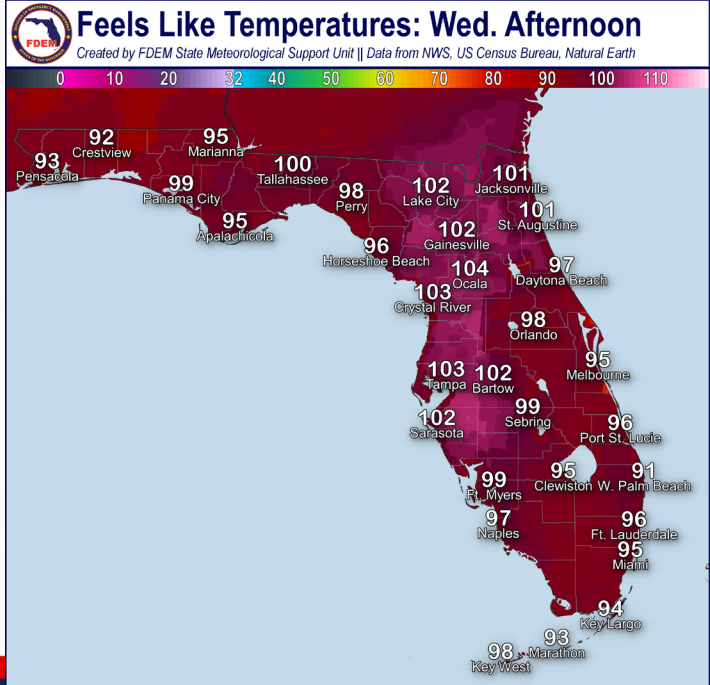 Feels Like Temperatures: Wed. Afternoon
Created by FDEM State Meteorological Support Unit || Data from NWS, US Census Bureau, Natural Earth
FDEM
0 10 20 32 40 50 60 70 80 90 100 110
92
Crestview
95
Marianna
93
Pensacola
100
Tallahassee
99
Panama City
98
Perry
102
Lake City
101
Jacksonville
95
Apalachicola
101
St. Augustine
102
Gainesville
96
Horseshoe Beach
104
Ocala
97
Daytona Beach
103
Crystal River
98
Orlando
95
Melbourne
103
Tampa
102
Bartow
99
Sebring
102
Sarasota
96
Port St. Lucie
95
Clewiston
91
W. Palm Beach
99
Ft. Myers
97
Naples
96
Ft. Lauderdale
95
Miami
94
Key Largo
93
Marathon
98
Key West